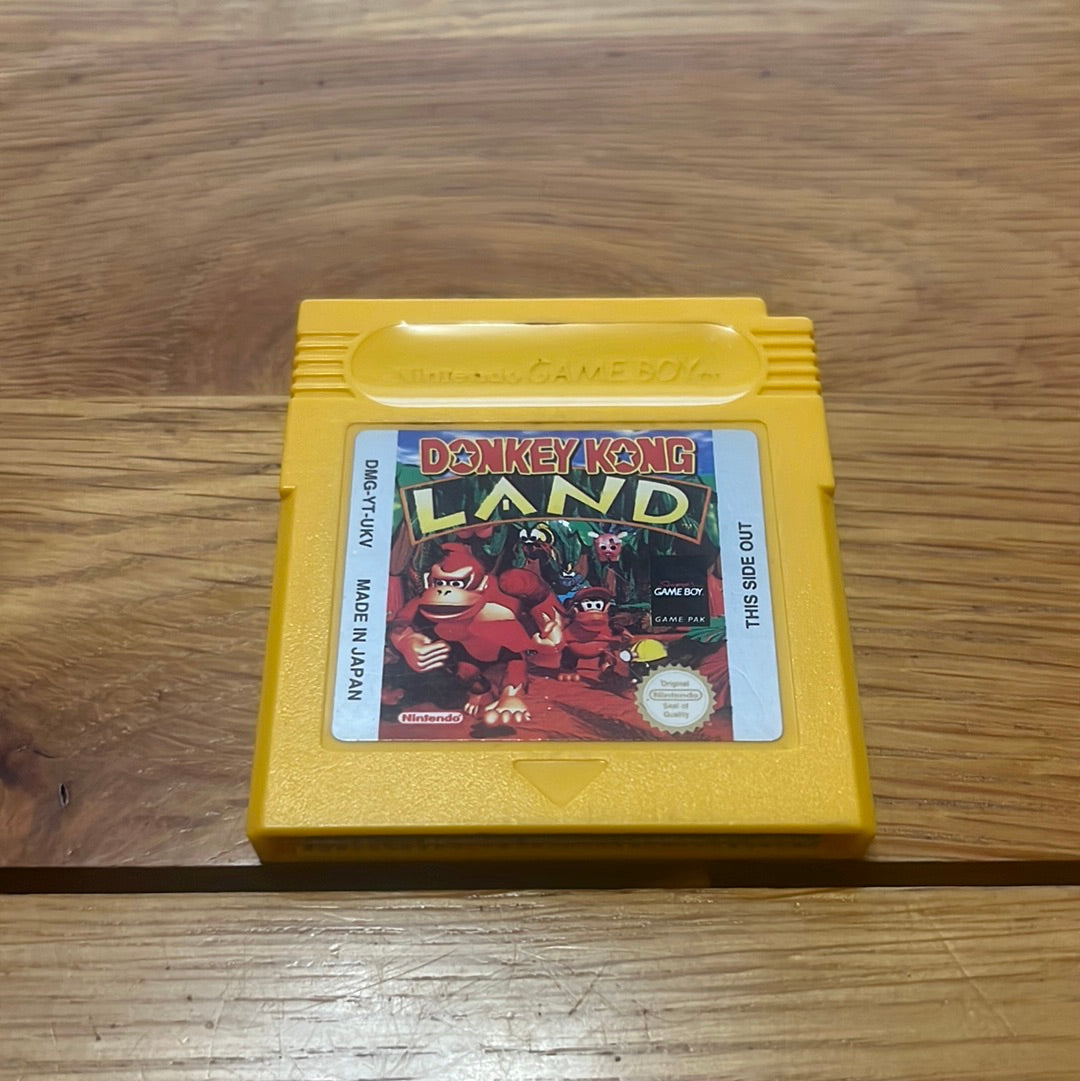 Nintendo GAME BOY TM
DONKEY KONG
LAND
DMG-YT-UKV MADE IN JAPAN
THIS SIDE OUT
GAME BOY
GAME PAK
Nintendo
Original
Nintendo
Seal of
Quality